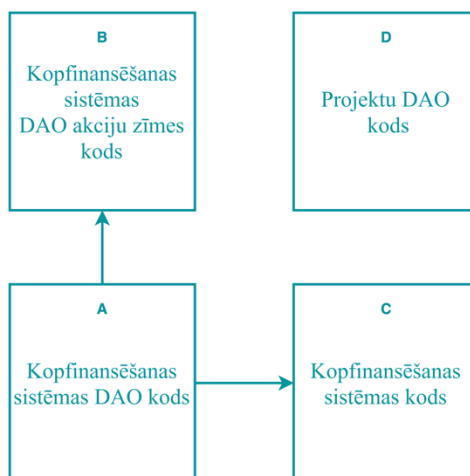 B
Kopfinansēšanas
sistēmas
DAO akciju zīmes
kods
D
Projektu DAO
kods
A
Kopfinansēšanas
sistēmas DAO kods
C
Kopfinansēšanas
sistēmas kods